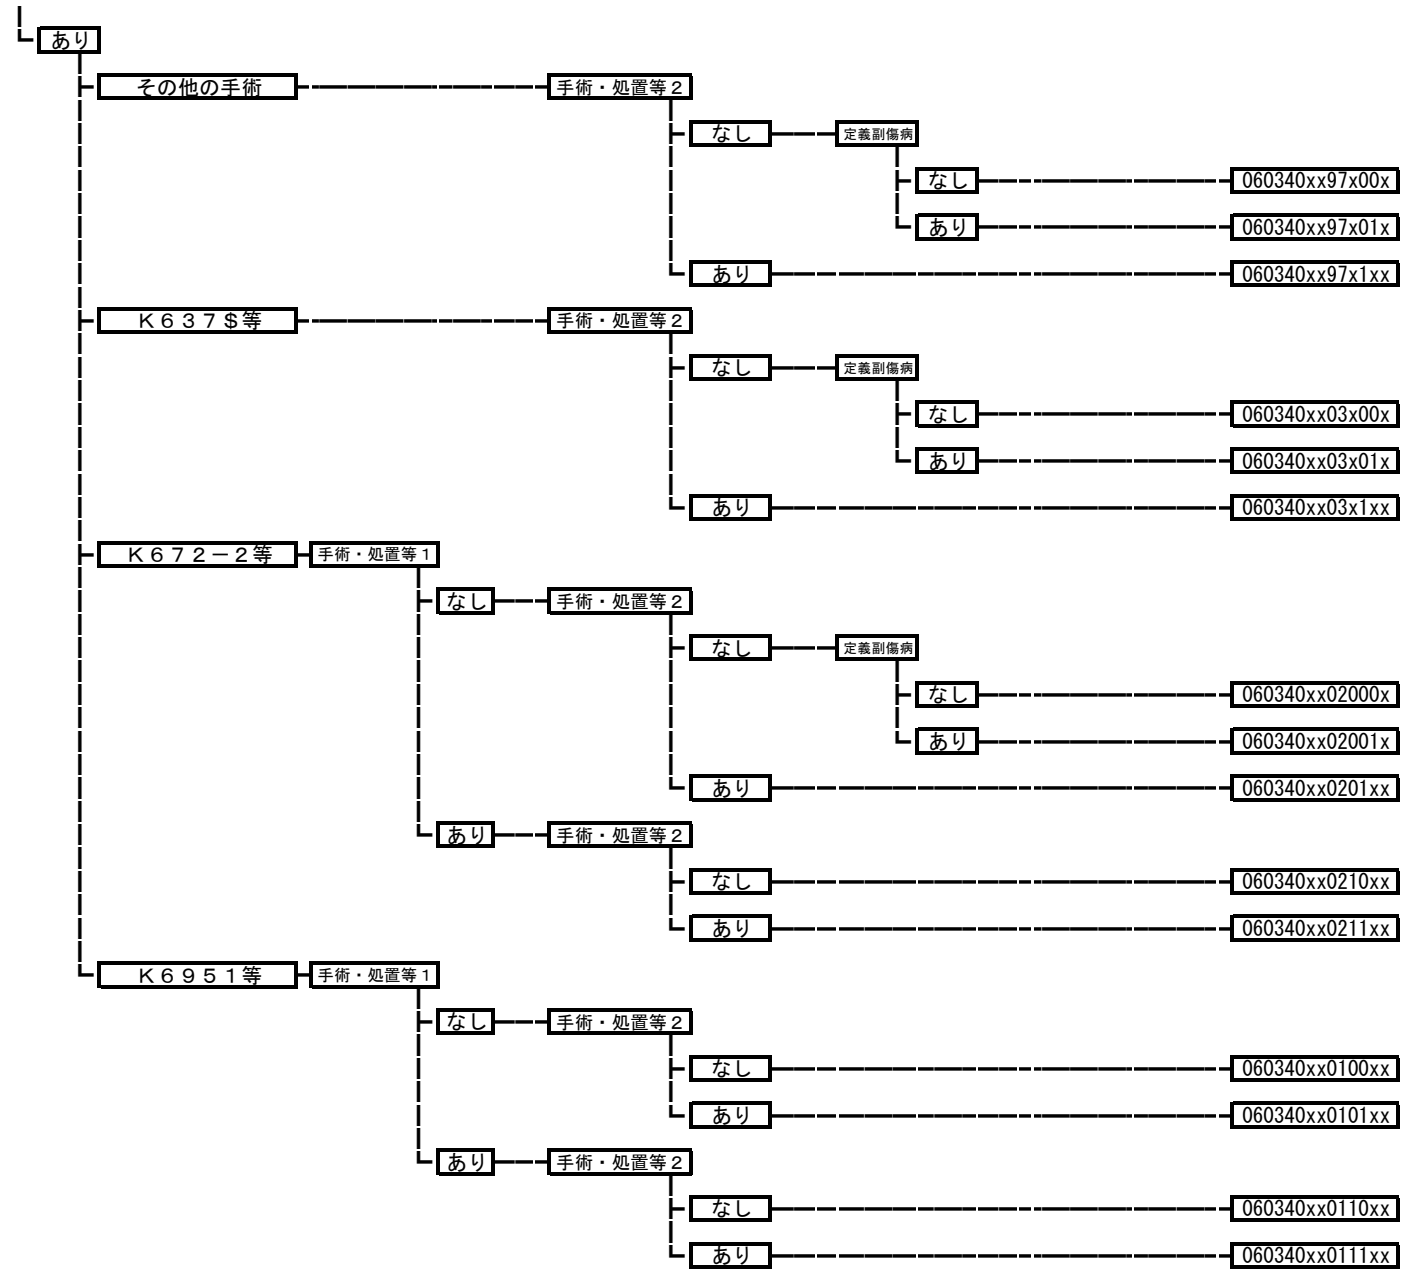 あり
その他の手術 手術・処置等2
なし 定義副傷病
なし 060340xx97x00x
あり 060340xx97x01x
あり 060340xx97x1xx
K637$等 手術・処置等2
なし 定義副傷病
なし 060340xx03x00x
あり 060340xx03x01x
あり 060340xx03x1xx
K672-2等 手術・処置等1
なし 手術・処置等2
なし 定義副傷病
なし 060340xx02000x
あり 060340xx02001x
あり 060340xx0201xx
あり 手術・処置等2
なし 060340xx0210xx
あり 060340xx0211xx
K6951等 手術・処置等1
なし 手術・処置等2
なし 060340xx0100xx
あり 060340xx0101xx
あり 手術・処置等2
なし 060340xx0110xx
あり 060340xx0111xx